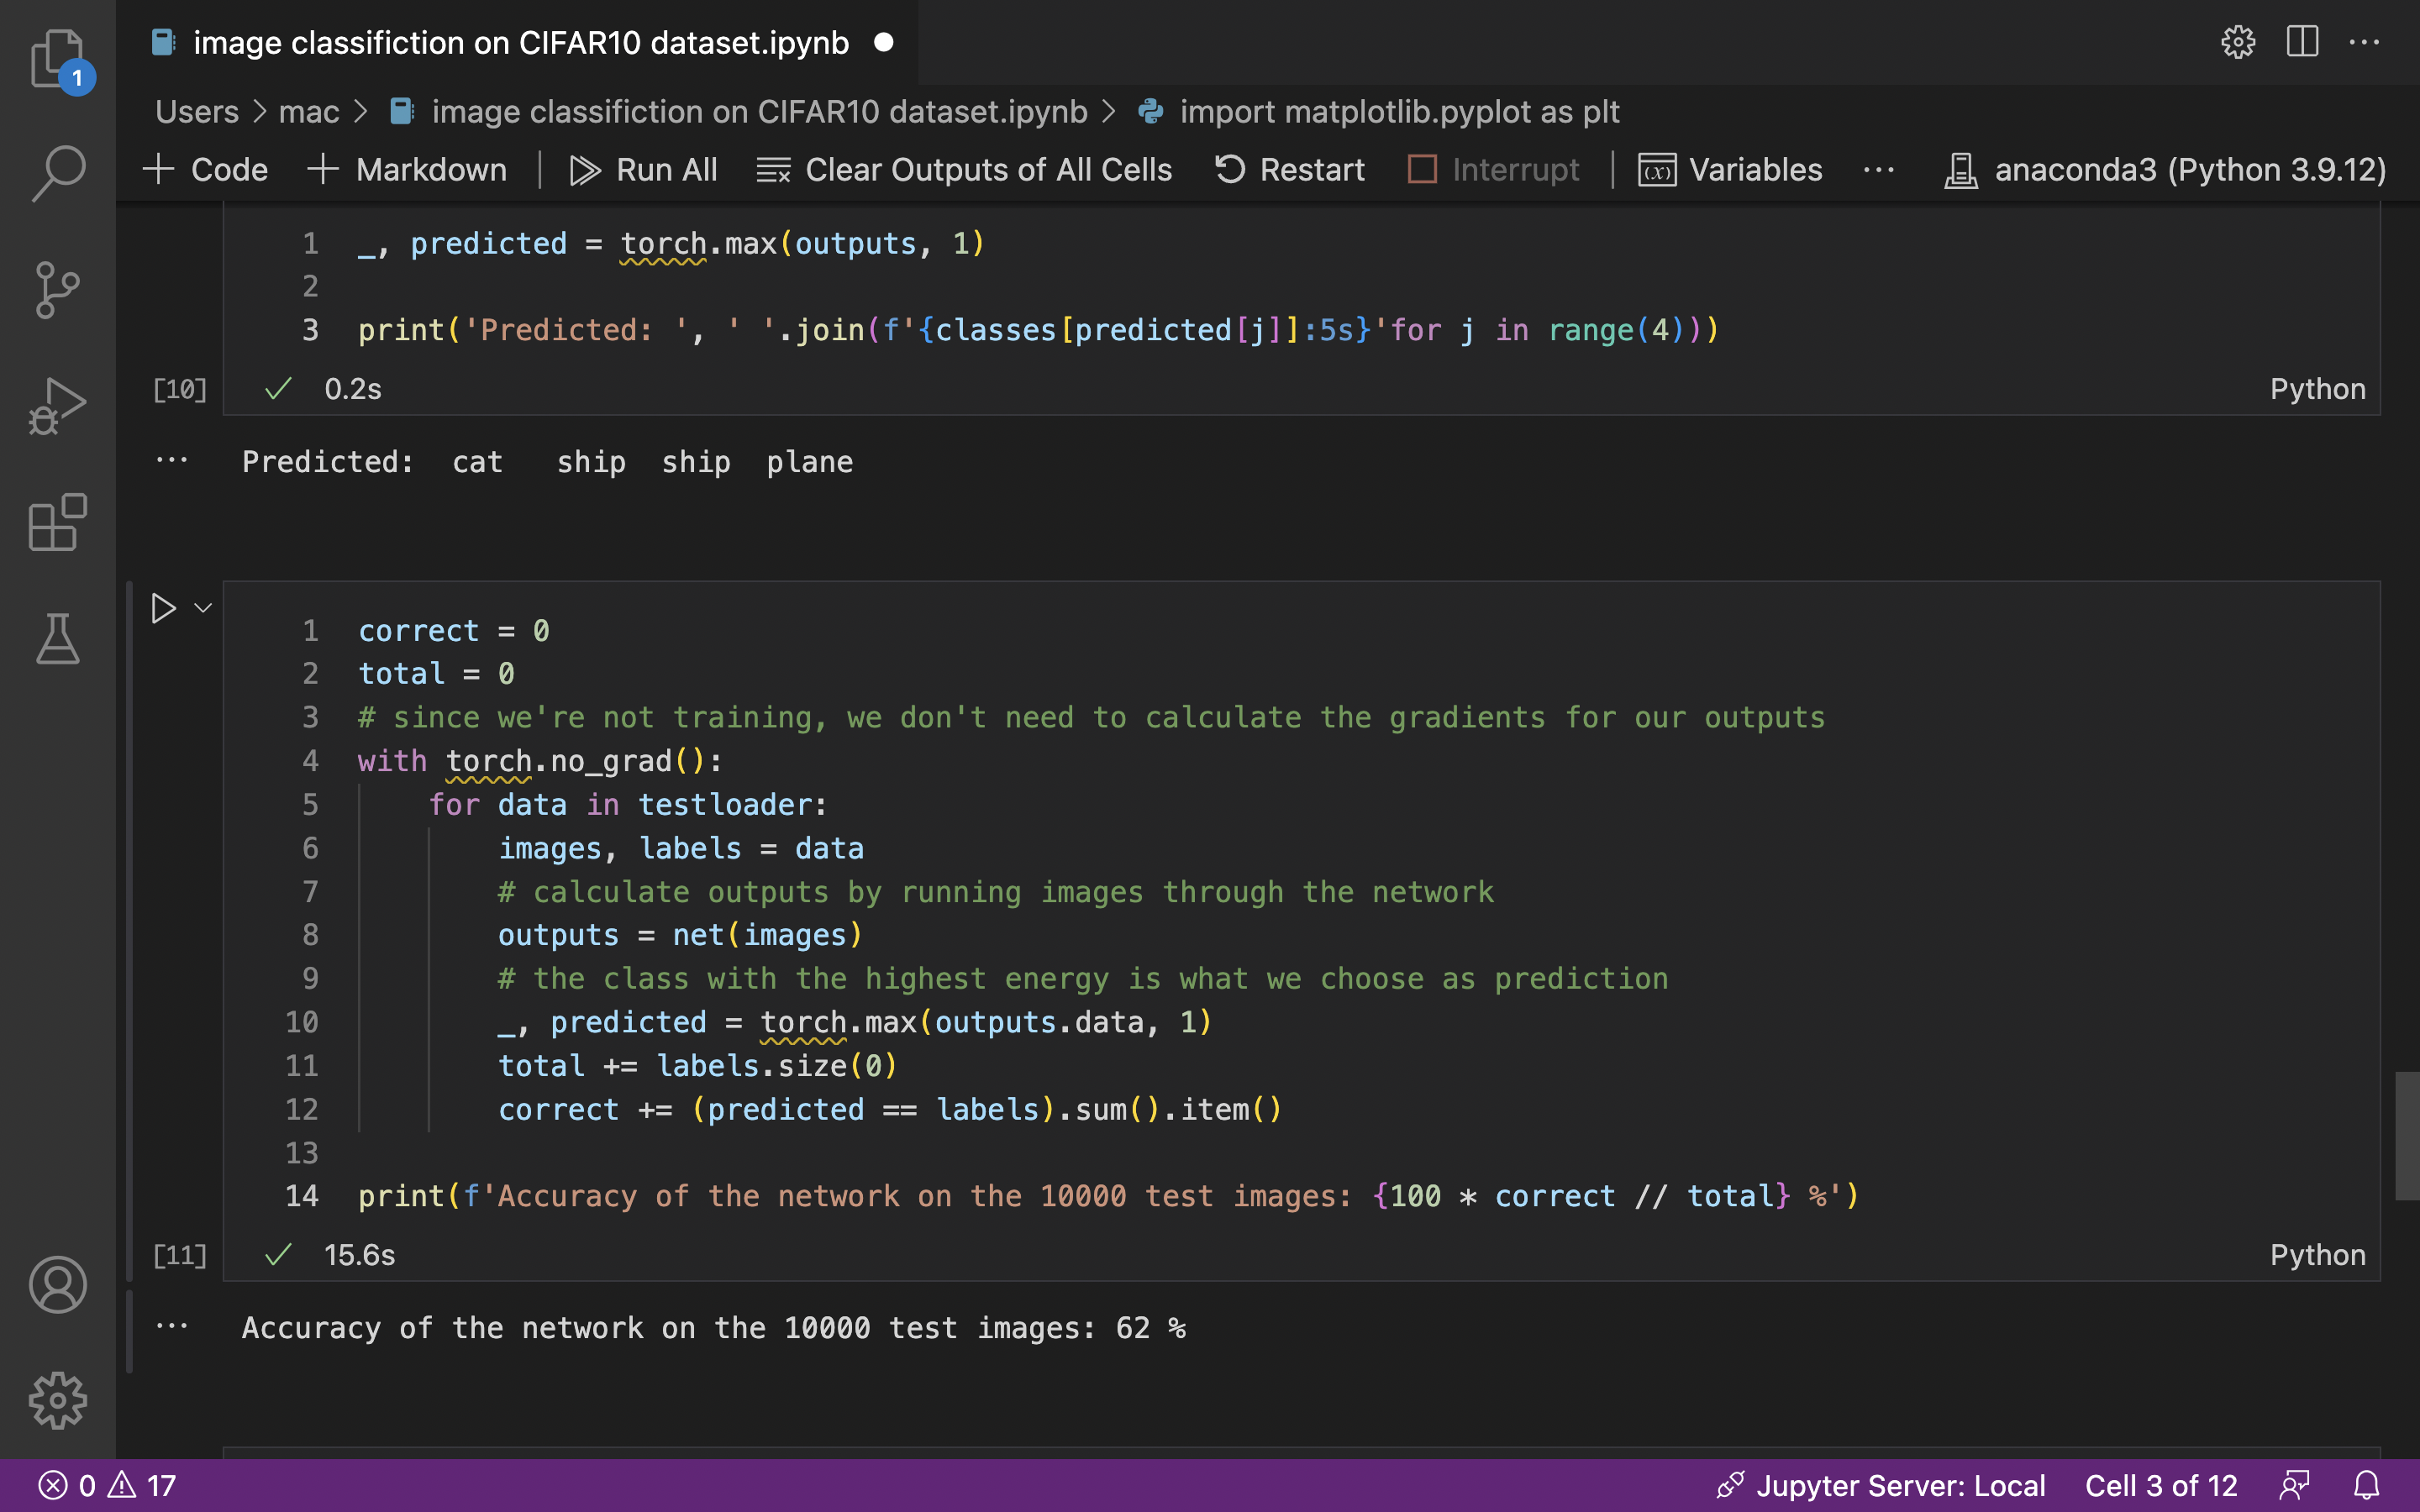 image classifiction on CIFAR10 dataset.ipynb
1
Users > mac > image classifiction on CIFAR10 dataset.ipynb > import matplotlib.pyplot as plt
+ Code + Markdown | Run All Clear Outputs of All Cells Restart Interrupt | (x) Variables ... anaconda3 (Python 3.9.12)
1 _, predicted = torch.max(outputs, 1)
2
3 print('Predicted: ', ' '.join(f'{classes[predicted[j]]:5s}'for j in range(4)))
[10] ✓ 0.2s Python
... Predicted:  cat   ship  ship  plane
1 correct = 0
2 total = 0
3 # since we're not training, we don't need to calculate the gradients for our outputs
4 with torch.no_grad():
5     for data in testloader:
6         images, labels = data
7         # calculate outputs by running images through the network
8         outputs = net(images)
9         # the class with the highest energy is what we choose as prediction
10         _, predicted = torch.max(outputs.data, 1)
11         total += labels.size(0)
12         correct += (predicted == labels).sum().item()
13
14 print(f'Accuracy of the network on the 10000 test images: {100 * correct // total} %')
[11] ✓ 15.6s Python
... Accuracy of the network on the 10000 test images: 62 %
0 17 Jupyter Server: Local Cell 3 of 12